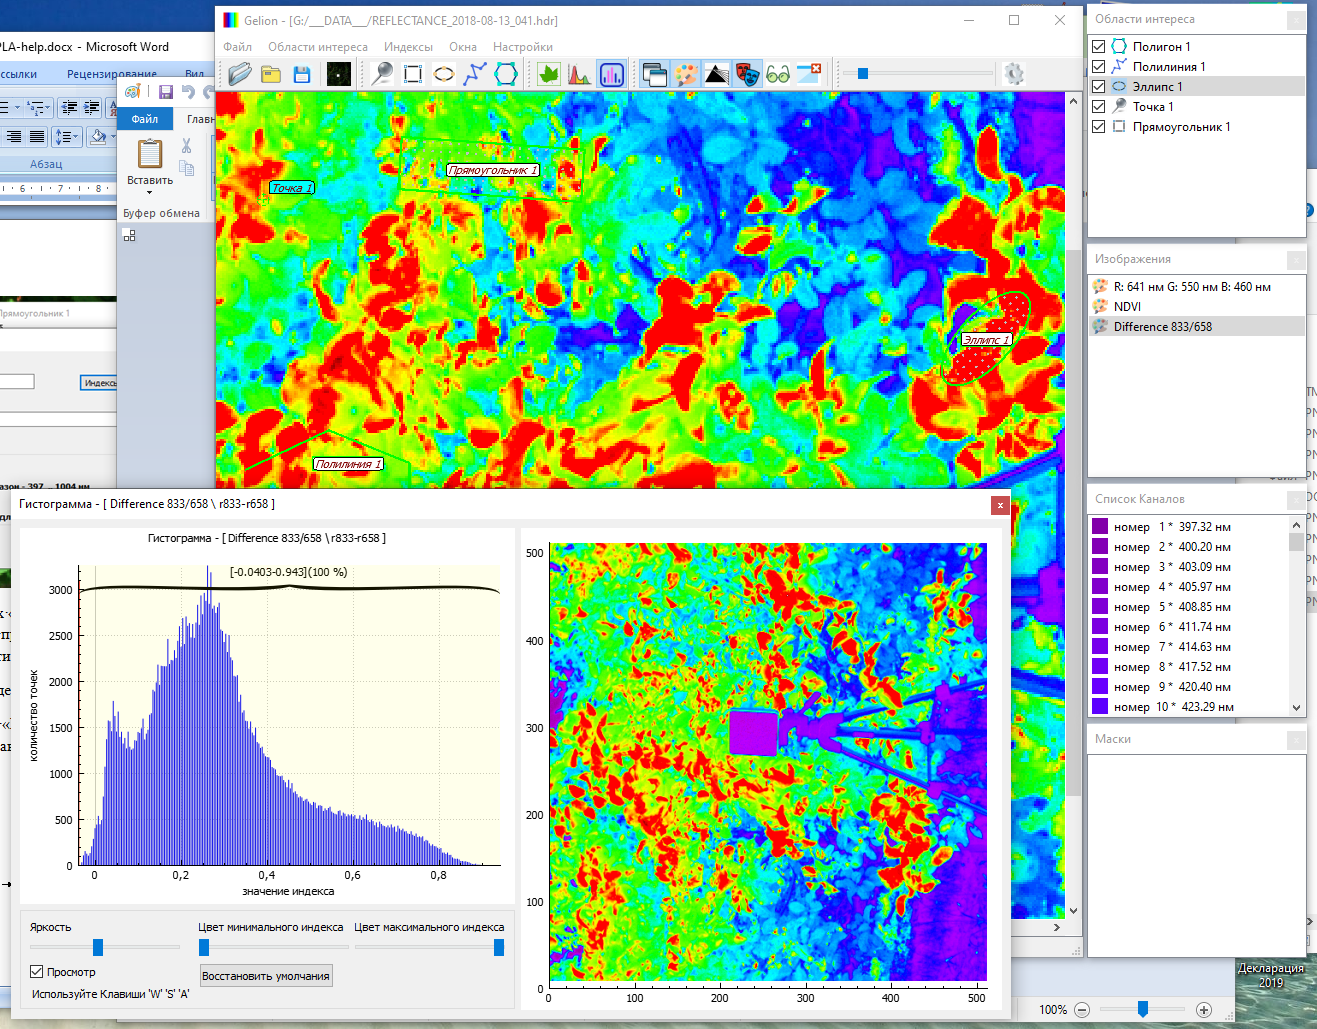 PLA-help.docx - Microsoft Word
ссылки
Рецензирование
Вид
Файл
Главн
Вставить
Абзац
Буфер обмена
6 7 8
Прямоугольник 1
Индексы
азон - 397 .. 1004 нм
Gelion - [G:/__DATA__/REFLECTANCE_2018-08-13_041.hdr]
Файл
Области интереса
Индексы
Окна
Настройки
Точка 1
Прямоугольник 1
Эллипс 1
Полилиния 1
Области интереса
Полигон 1
Полилиния 1
Эллипс 1
Точка 1
Прямоугольник 1
Изображения
R: 641 нм G: 550 нм B: 460 нм
NDVI
Difference 833/658
Список Каналов
номер 1 * 397.32 нм
номер 2 * 400.20 нм
номер 3 * 403.09 нм
номер 4 * 405.97 нм
номер 5 * 408.85 нм
номер 6 * 411.74 нм
номер 7 * 414.63 нм
номер 8 * 417.52 нм
номер 9 * 420.40 нм
номер 10 * 423.29 нм
Маски
Гистограмма - [ Difference 833/658 \ r833-r658 ]
Гистограмма - [ Difference 833/658 \ r833-r658 ]
[-0.0403-0.943](100 %)
количество точек
3000
2500
2000
1500
1000
500
0
0 0,2 0,4 0,6 0,8
значение индекса
500
400
300
200
100
0
0 100 200 300 400 500
Яркость
Цвет минимального индекса
Цвет максимального индекса
Просмотр
Восстановить умолчания
Используйте Клавиши 'W' 'S' 'A'
100%
Декларация
2019